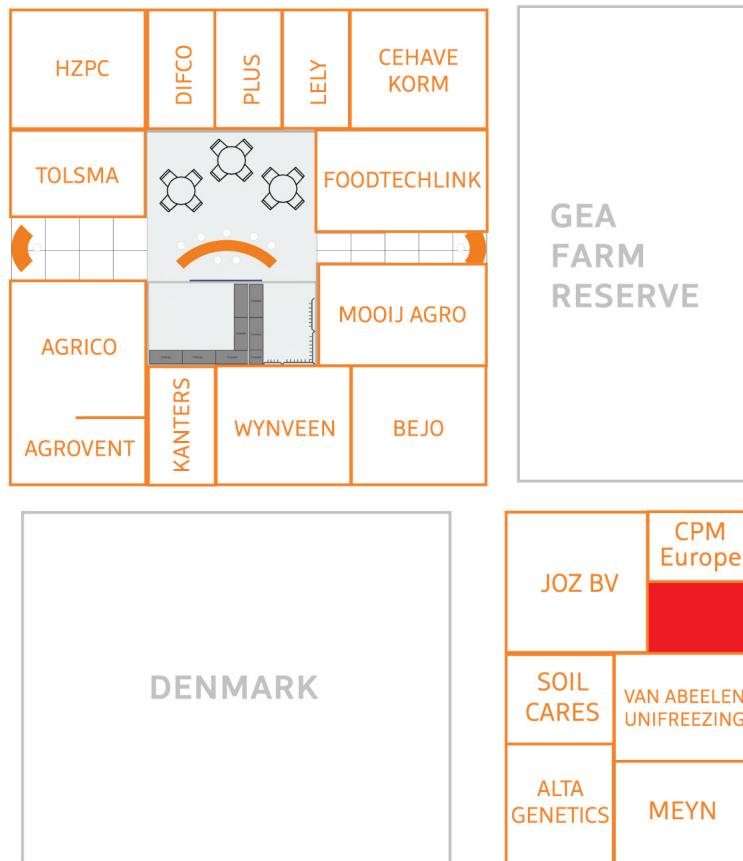 HZPC
DIFCO
PLUS
LELY
CEHAVE
KORM
TOLSMA
FOODTECHLINK
GEA
FARM
RESERVE
AGRICO
MOOIJ AGRO
AGROVENT
KANTERS
WYNVEEN
BEJO
DENMARK
JOZ BV
CPM
Europe
SOIL
CARES
VAN ABEELEN
UNIFREEZING
ALTA
GENETICS
MEYN